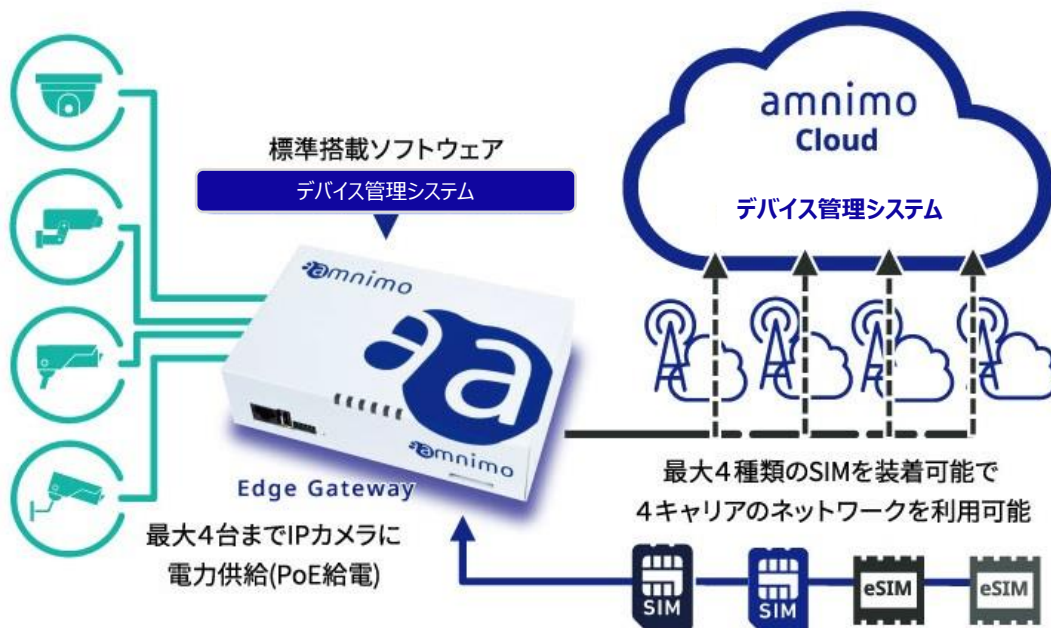 amnimo
Cloud
デバイス管理システム
標準搭載ソフトウェア
デバイス管理システム
amnimo
a
amnimo
Edge Gateway
最大4台までIPカメラに
電力供給(PoE給電)
最大4種類のSIMを装着可能で
4キャリアのネットワークを利用可能
SIM
SIM
eSIM
eSIM